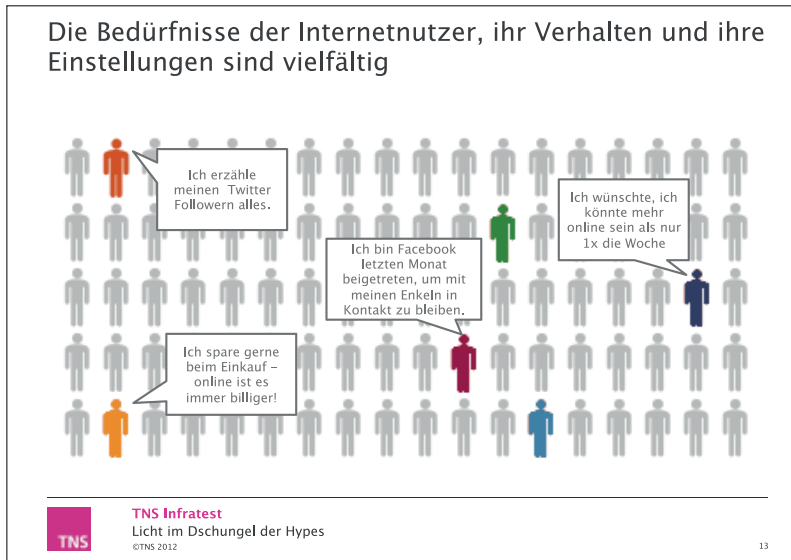 Die Bedürfnisse der Internetnutzer, ihr Verhalten und ihre
Einstellungen sind vielfältig
Ich erzähle
meinen Twitter
Followern alles.
Ich wünschte, ich
könnte mehr
online sein als nur
1x die Woche
Ich bin Facebook
letzten Monat
beigetreten, um mit
meinen Enkeln in
Kontakt zu bleiben.
Ich spare gerne
beim Einkauf –
online ist es
immer billiger!
TNS
TNS Infratest
Licht im Dschungel der Hypes
©TNS 2012
13